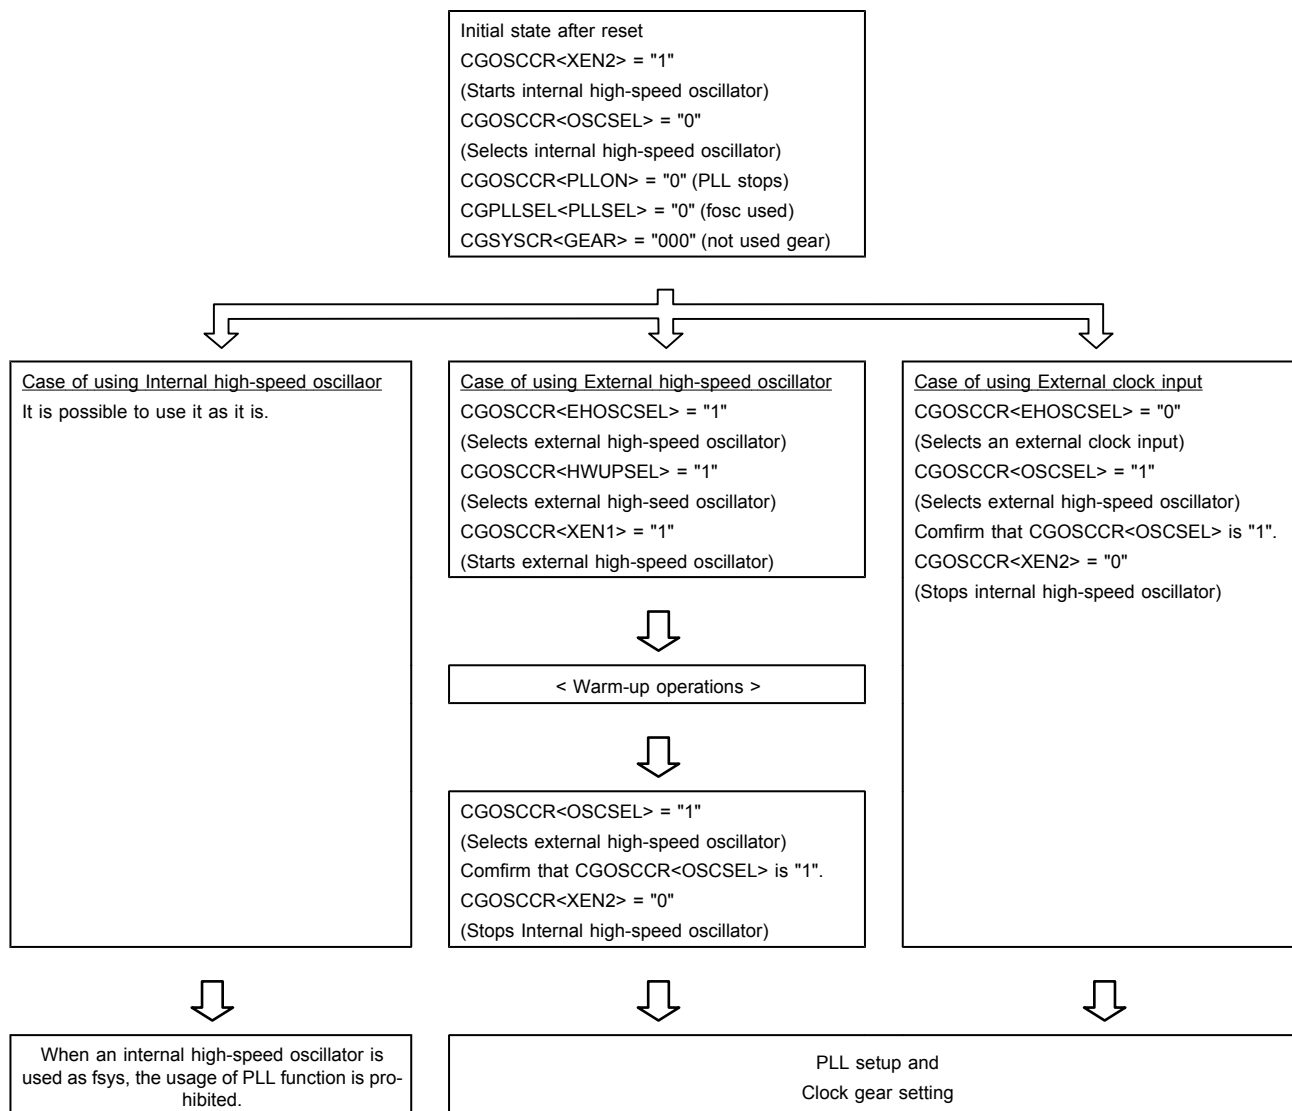 Initial state after reset
CGOSCCR<XEN2> = "1"
(Starts internal high-speed oscillator)
CGOSCCR<OSCSEL> = "0"
(Selects internal high-speed oscillator)
CGOSCCR<PLLON> = "0" (PLL stops)
CGPLLSEL<PLLSEL> = "0" (fosc used)
CGSYSCR<GEAR> = "000" (not used gear)
Case of using Internal high-speed oscillaor
It is possible to use it as it is.
Case of using External high-speed oscillator
CGOSCCR<EHOSCSEL> = "1"
(Selects external high-speed oscillator)
CGOSCCR<HWUPSEL> = "1"
(Selects external high-seed oscillator)
CGOSCCR<XEN1> = "1"
(Starts external high-speed oscillator)
< Warm-up operations >
CGOSCCR<OSCSEL> = "1"
(Selects external high-speed oscillator)
Comfirm that CGOSCCR<OSCSEL> is "1".
CGOSCCR<XEN2> = "0"
(Stops Internal high-speed oscillator)
Case of using External clock input
CGOSCCR<EHOSCSEL> = "0"
(Selects an external clock input)
CGOSCCR<OSCSEL> = "1"
(Selects external high-speed oscillator)
Comfirm that CGOSCCR<OSCSEL> is "1".
CGOSCCR<XEN2> = "0"
(Stops internal high-speed oscillator)
When an internal high-speed oscillator is
used as fsys, the usage of PLL function is pro-
hibited.
PLL setup and
Clock gear setting